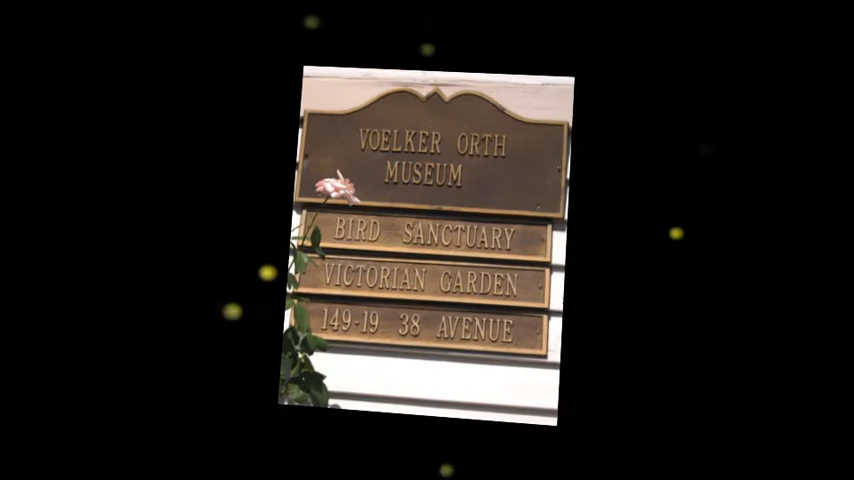 VOELKER ORTH
MUSEUM
BIRD SANCTUARY
VICTORIAN GARDEN
149-19 38 AVENUE